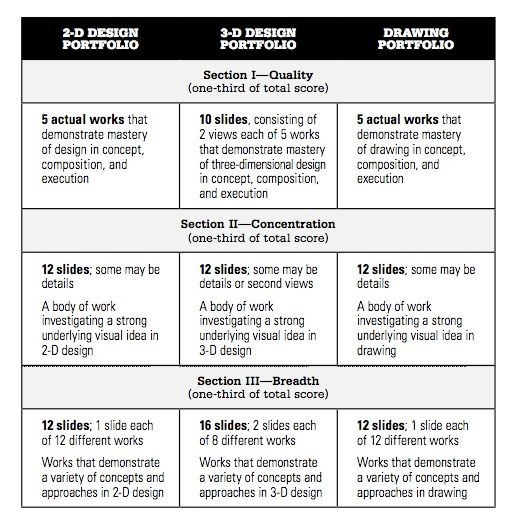 2-D DESIGN
PORTFOLIO
3-D DESIGN
PORTFOLIO
DRAWING
PORTFOLIO
Section I—Quality
(one-third of total score)
5 actual works that
demonstrate mastery
of design in concept,
composition, and
execution
10 slides, consisting of
2 views each of 5 works
that demonstrate mastery
of three-dimensional design
in concept, composition,
and execution
5 actual works that
demonstrate mastery
of drawing in concept,
composition, and
execution
Section II—Concentration
(one-third of total score)
12 slides; some may be
details
A body of work
investigating a strong
underlying visual idea in
2-D design
12 slides; some may be
details or second views
A body of work
investigating a strong
underlying visual idea in
3-D design
12 slides; some may be
details
A body of work
investigating a strong
underlying visual idea in
drawing
Section III—Breadth
(one-third of total score)
12 slides; 1 slide each
of 12 different works
Works that demonstrate
a variety of concepts and
approaches in 2-D design
16 slides; 2 slides each
of 8 different works
Works that demonstrate
a variety of concepts and
approaches in 3-D design
12 slides; 1 slide each
of 12 different works
Works that demonstrate
a variety of concepts and
approaches in drawing